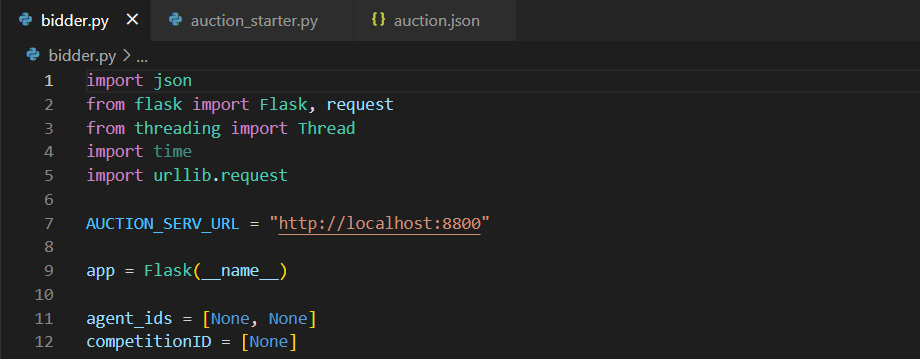 bidder.py × auction_starter.py {} auction.json
bidder.py > ...
1 import json
2 from flask import Flask, request
3 from threading import Thread
4 import time
5 import urllib.request
6
7 AUCTION_SERV_URL = "http://localhost:8800"
8
9 app = Flask(__name__)
10
11 agent_ids = [None, None]
12 competitionID = [None]